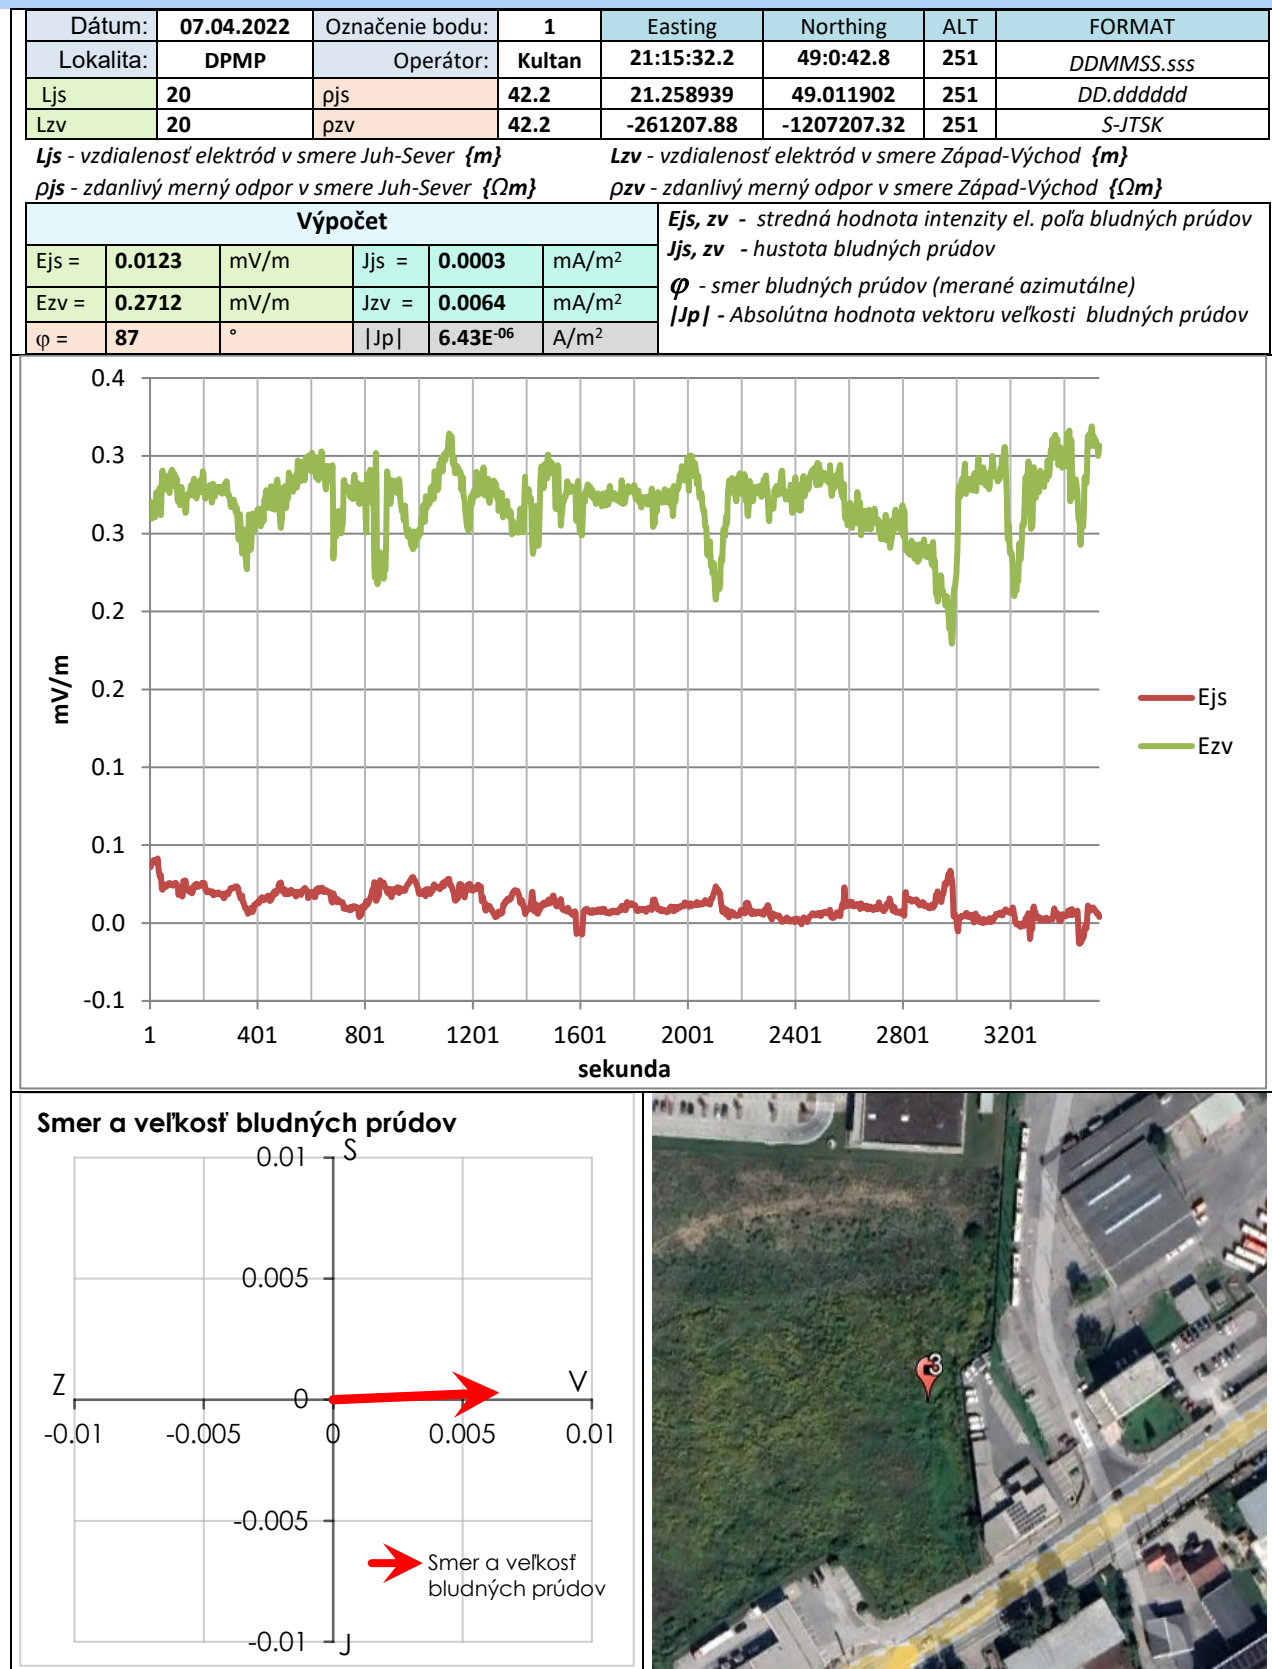 Dátum: 07.04.2022 Označenie bodu: 1 Easting Northing ALT FORMAT
Lokalita: DPMP Operátor: Kultan 21:15:32.2 49:0:42.8 251 DDMMSS.sss
Ljs 20 ρjs 42.2 21.258939 49.011902 251 DD.dddddd
Lzv 20 ρzv 42.2 -261207.88 -1207207.32 251 S-JTSK
Ljs - vzdialenosť elektród v smere Juh-Sever {m} Lzv - vzdialenosť elektród v smere Západ-Východ {m}
ρjs - zdanlivý merný odpor v smere Juh-Sever {Ωm} ρzv - zdanlivý merný odpor v smere Západ-Východ {Ωm}
Výpočet
Ejs = 0.0123 mV/m Jjs = 0.0003 mA/m²
Ezv = 0.2712 mV/m Jzv = 0.0064 mA/m²
φ = 87 ° |Jp| 6.43E⁻⁰⁶ A/m²
Ejs, zv - stredná hodnota intenzity el. poľa bludných prúdov
Jjs, zv - hustota bludných prúdov
φ - smer bludných prúdov (merané azimutálne)
|Jp| - Absolútna hodnota vektoru veľkosti bludných prúdov
0.4
0.3
0.3
0.2
0.2
0.1
0.1
0.0
-0.1
mV/m
1 401 801 1201 1601 2001 2401 2801 3201
sekunda
Ejs
Ezv
Smer a veľkosť bludných prúdov
0.01 S
0.005
Z 0 V
-0.01 -0.005 0 0.005 0.01
-0.005
Smer a veľkosť
bludných prúdov
-0.01 J
3